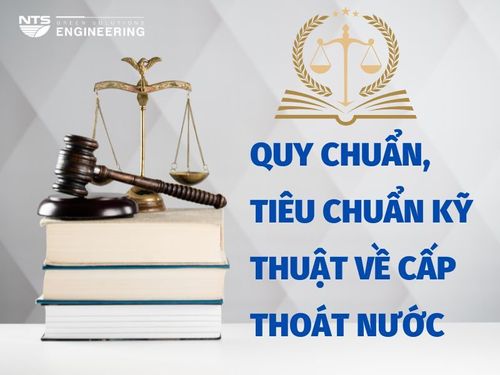 NTS
GREEN SOLUTIONS
ENGINEERING
QUY CHUẨN,
TIÊU CHUẨN KỸ
THUẬT VỀ CẤP
THOÁT NƯỚC